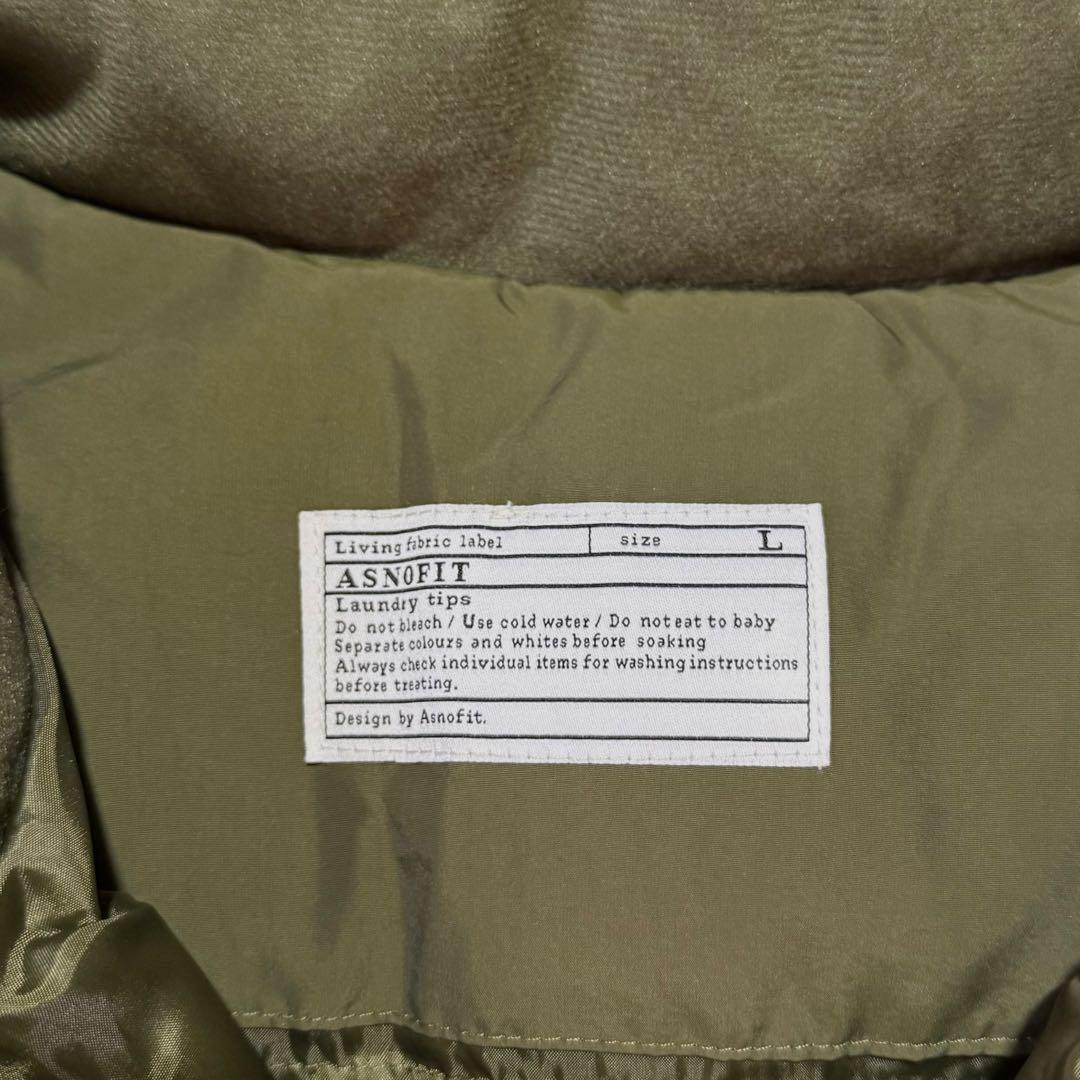 Living fabric label size L
ASNOFIT
Laundry tips
Do not bleach / Use cold water / Do not eat to baby
Separate colours and whites before soaking
Always check individual items for washing instructions
before treating.
Design by Asnofit.